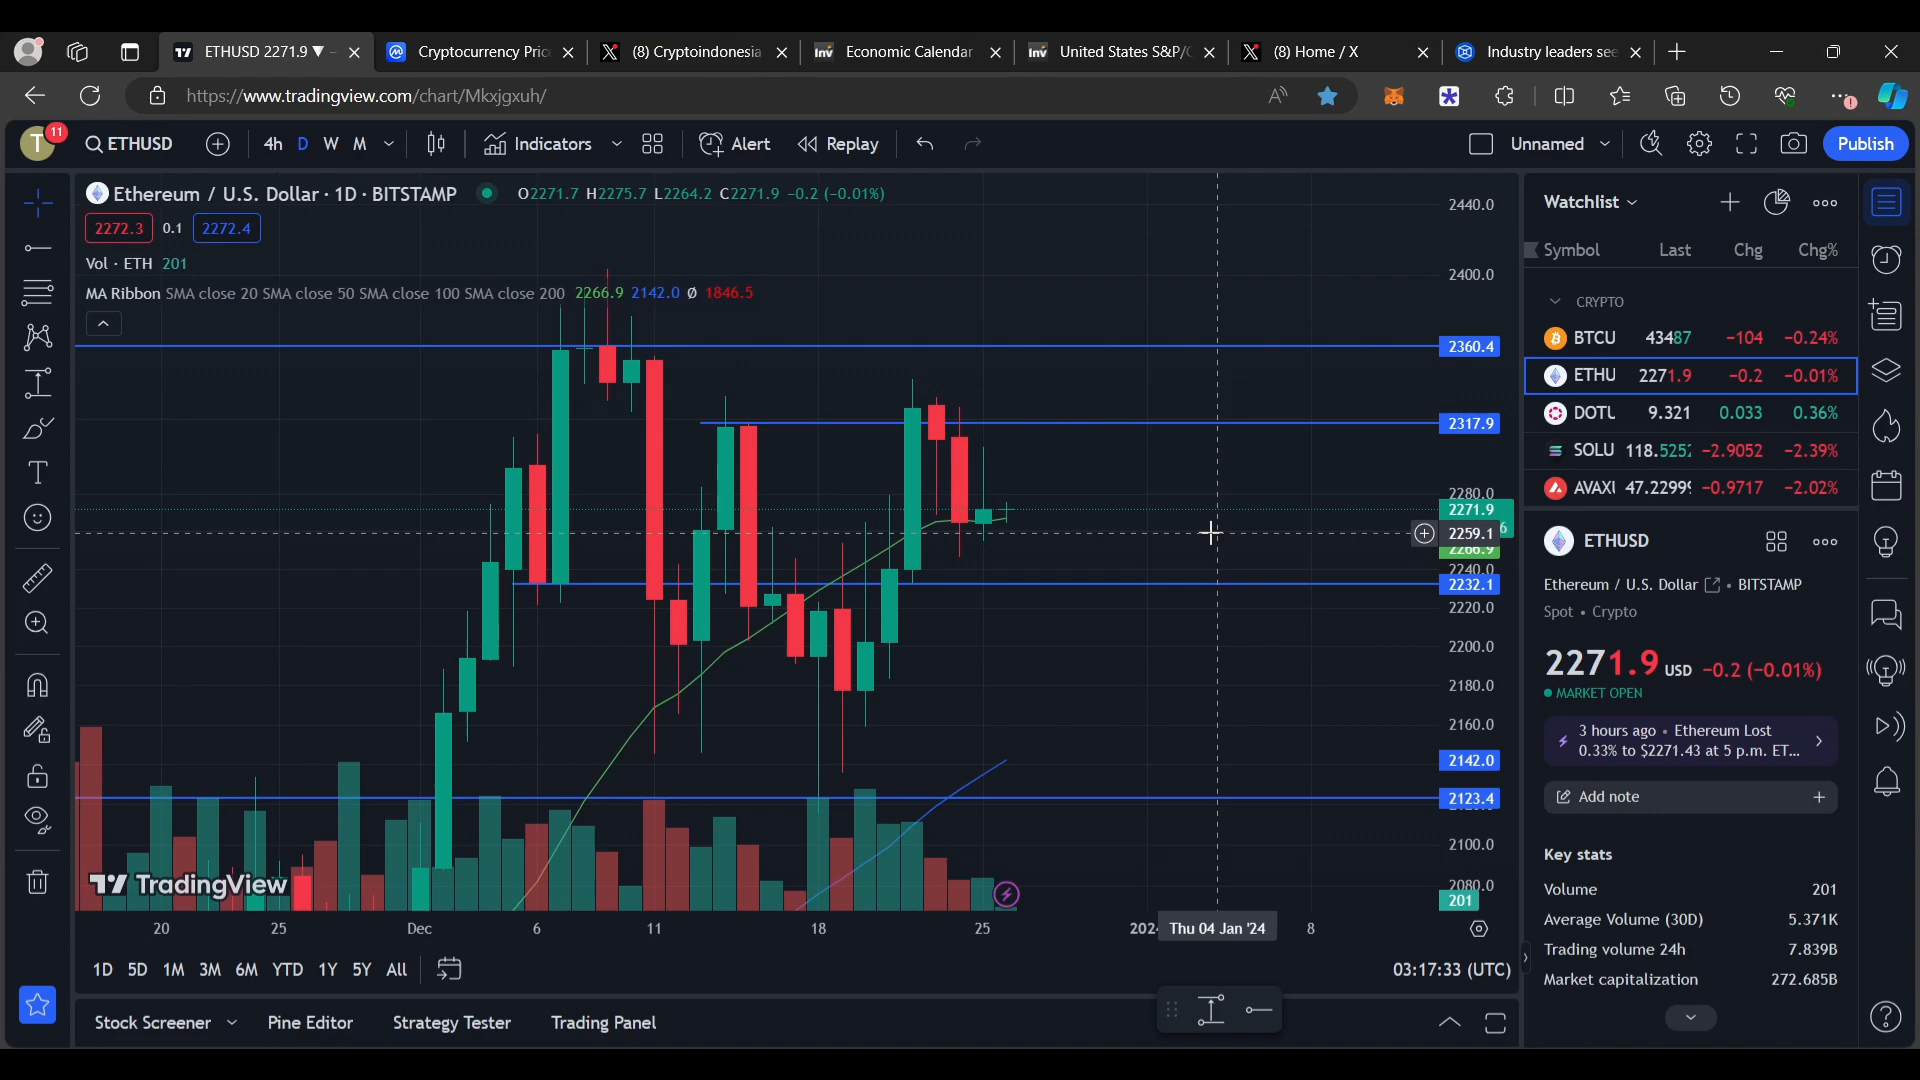 ETHUSD 2271.9 ▼ –
Cryptocurrency Pric
(8) Cryptoindonesia
Economic Calendar
United States S&P/C
(8) Home / X
Industry leaders see
https://www.tradingview.com/chart/Mkxjgxuh/
T 11 ETHUSD 4h D W M Indicators Alert Replay Unnamed Publish
Ethereum / U.S. Dollar · 1D · BITSTAMP O2271.7 H2275.7 L2264.2 C2271.9 −0.2 (−0.01%)
2272.3 0.1 2272.4
Vol · ETH 201
MA Ribbon SMA close 20 SMA close 50 SMA close 100 SMA close 200 2266.9 2142.0 Ø 1846.5
2440.0
2400.0
2360.4
2317.9
2280.0
2271.9
2259.1
2266.9
2240.0
2232.1
2220.0
2200.0
2180.0
2160.0
2142.0
2123.4
2100.0
2080.0
201
TradingView
20 25 Dec 6 11 18 25 2024 Thu 04 Jan '24 8
1D 5D 1M 3M 6M YTD 1Y 5Y All 03:17:33 (UTC)
Stock Screener Pine Editor Strategy Tester Trading Panel
Watchlist
Symbol Last Chg Chg%
CRYPTO
BTCU 43487 −104 −0.24%
ETHU 2271.9 −0.2 −0.01%
DOTU 9.321 0.033 0.36%
SOLU 118.5252 −2.9052 −2.39%
AVAXU 47.22999 −0.9717 −2.02%
ETHUSD
Ethereum / U.S. Dollar • BITSTAMP
Spot • Crypto
2271.9 USD −0.2 (−0.01%)
MARKET OPEN
3 hours ago • Ethereum Lost
0.33% to $2271.43 at 5 p.m. ET...
Add note
Key stats
Volume 201
Average Volume (30D) 5.371K
Trading volume 24h 7.839B
Market capitalization 272.685B